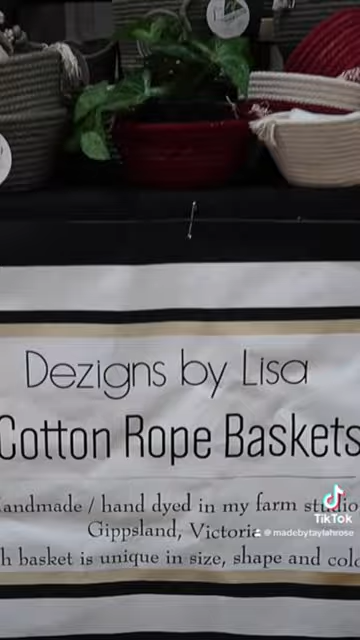 Dezigns by Lisa
Cotton Rope Baskets
andmade / hand dyed in my farm studio
Gippsland, Victoria
h basket is unique in size, shape and colo
TikTok
@madebytaylahrose